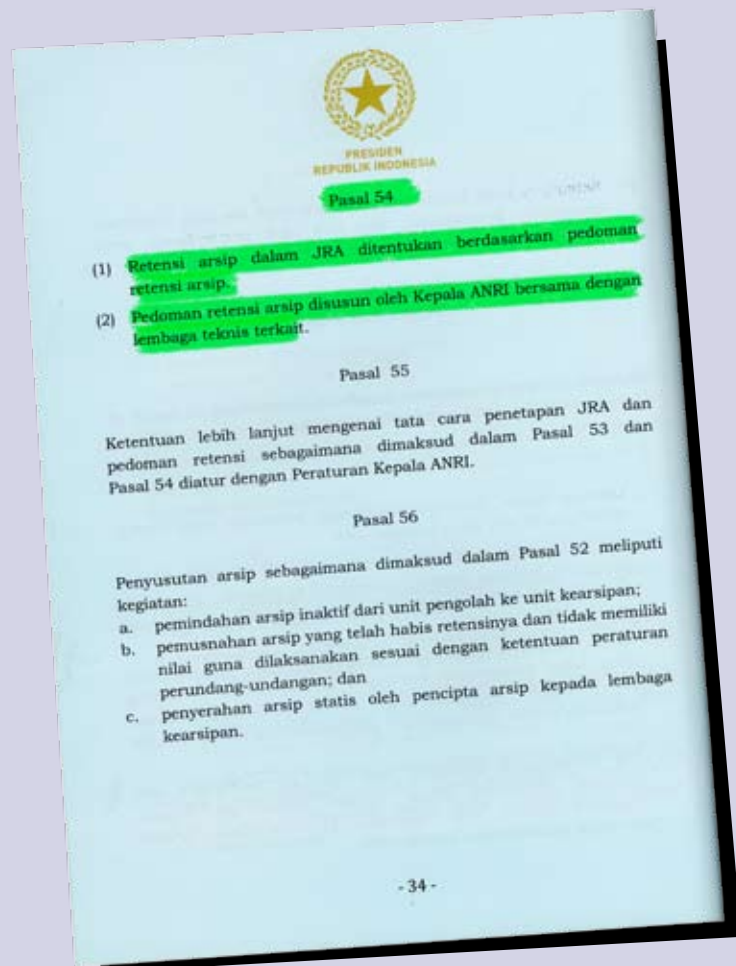 PRESIDEN
REPUBLIK INDONESIA
Pasal 54
(1) Retensi arsip dalam JRA ditentukan berdasarkan pedoman
retensi arsip.
(2) Pedoman retensi arsip disusun oleh Kepala ANRI bersama dengan
lembaga teknis terkait.
Pasal 55
Ketentuan lebih lanjut mengenai tata cara penetapan JRA dan
pedoman retensi sebagaimana dimaksud dalam Pasal 53 dan
Pasal 54 diatur dengan Peraturan Kepala ANRI.
Pasal 56
Penyusutan arsip sebagaimana dimaksud dalam Pasal 52 meliputi
kegiatan:
a. pemindahan arsip inaktif dari unit pengolah ke unit kearsipan;
b. pemusnahan arsip yang telah habis retensinya dan tidak memiliki
nilai guna dilaksanakan sesuai dengan ketentuan peraturan
perundang-undangan; dan
c. penyerahan arsip statis oleh pencipta arsip kepada lembaga
kearsipan.
- 34 -